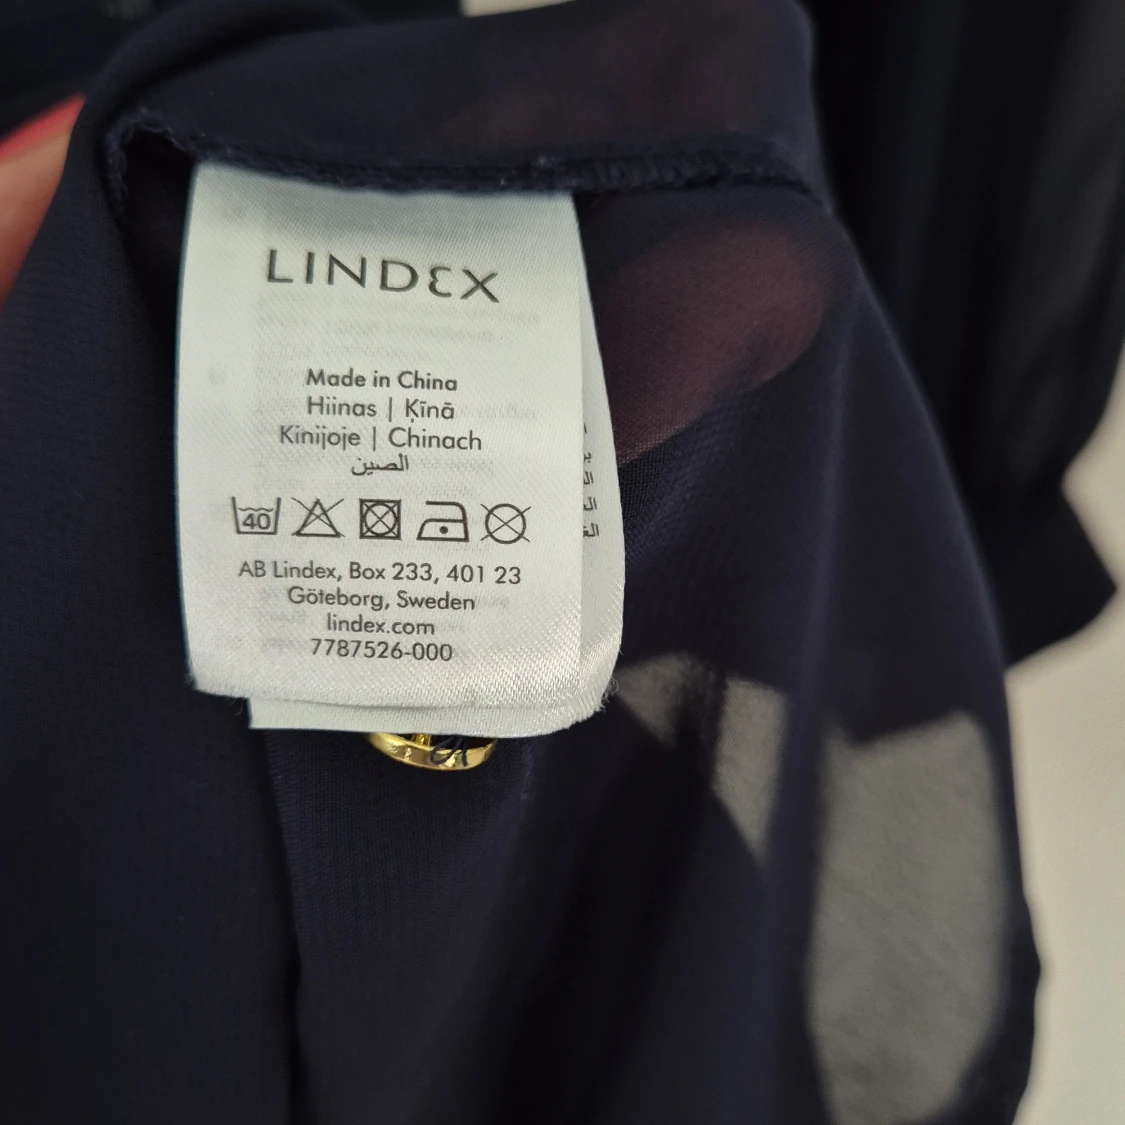 LINDEX
Made in China
Hiinas | Ķīnā
Kinijoje | Chinach
الصين
40
AB Lindex, Box 233, 401 23
Göteborg, Sweden
lindex.com
7787526-000